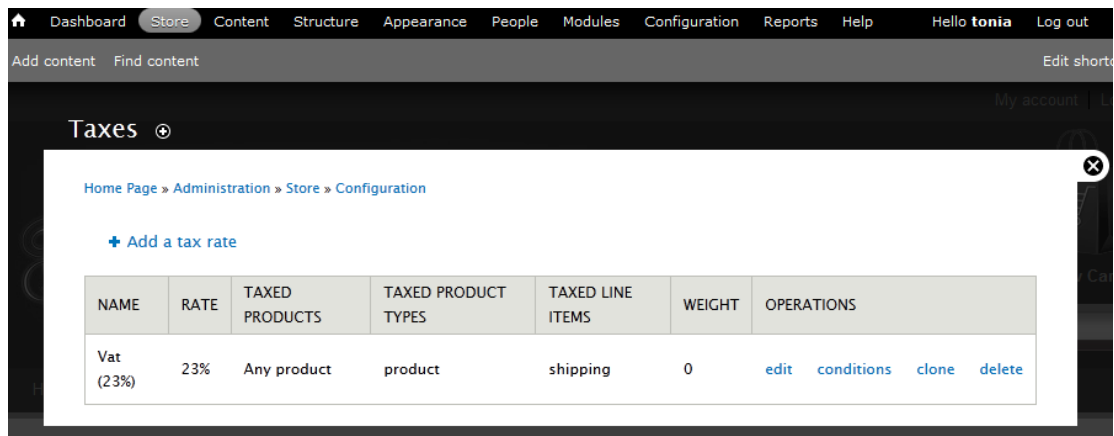 Dashboard Store Content Structure Appearance People Modules Configuration Reports Help Hello tonia Log out
Add content Find content Edit shortc
My account
Taxes
Home Page » Administration » Store » Configuration
Add a tax rate
NAME RATE TAXED PRODUCTS TAXED PRODUCT TYPES TAXED LINE ITEMS WEIGHT OPERATIONS
Vat (23%) 23% Any product product shipping 0 edit conditions clone delete